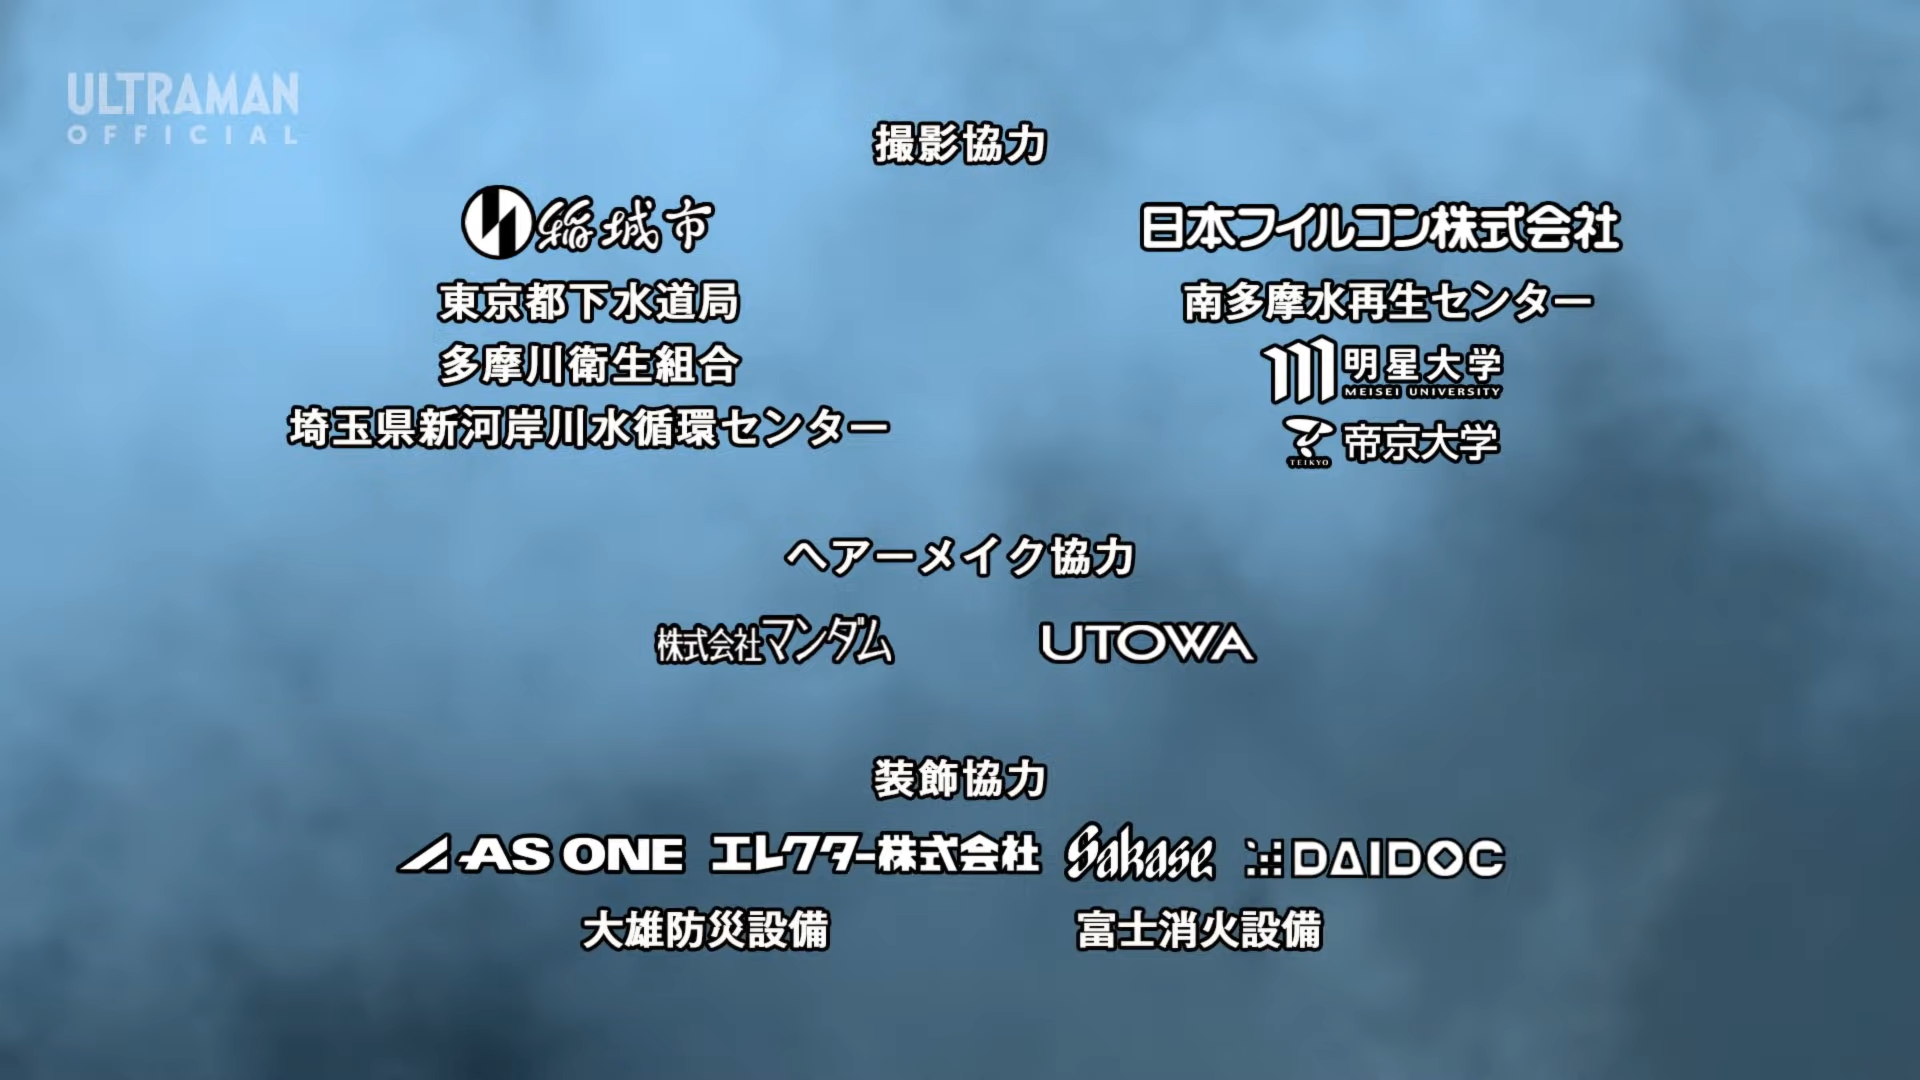 ULTRAMAN
OFFICIAL
撮影協力
稲城市
日本フイルコン株式会社
東京都下水道局
南多摩水再生センター
多摩川衛生組合
明星大学
MEISEI UNIVERSITY
埼玉県新河岸川水循環センター
TEIKYO
帝京大学
ヘアーメイク協力
株式会社マンダム
UTOWA
装飾協力
AS ONE
エレクター株式会社
Sakase
DAIDOC
大雄防災設備
富士消火設備